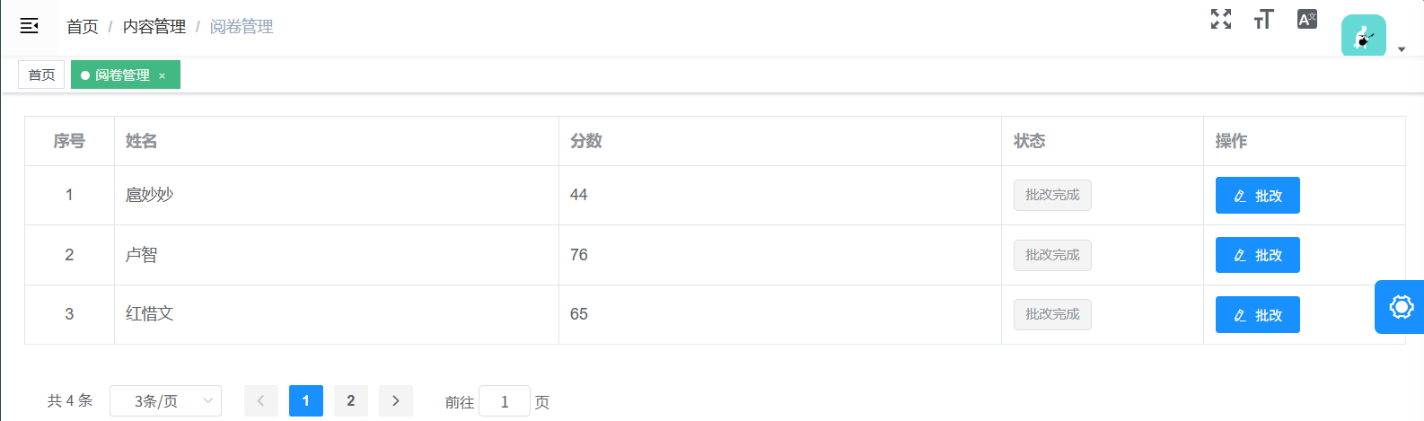 首页 / 内容管理 / 阅卷管理
首页 阅卷管理 ×
序号 姓名 分数 状态 操作
1 扈妙妙 44 批改完成 批改
2 卢智 76 批改完成 批改
3 红惜文 65 批改完成 批改
共 4 条 3条/页 1 2 前往 1 页